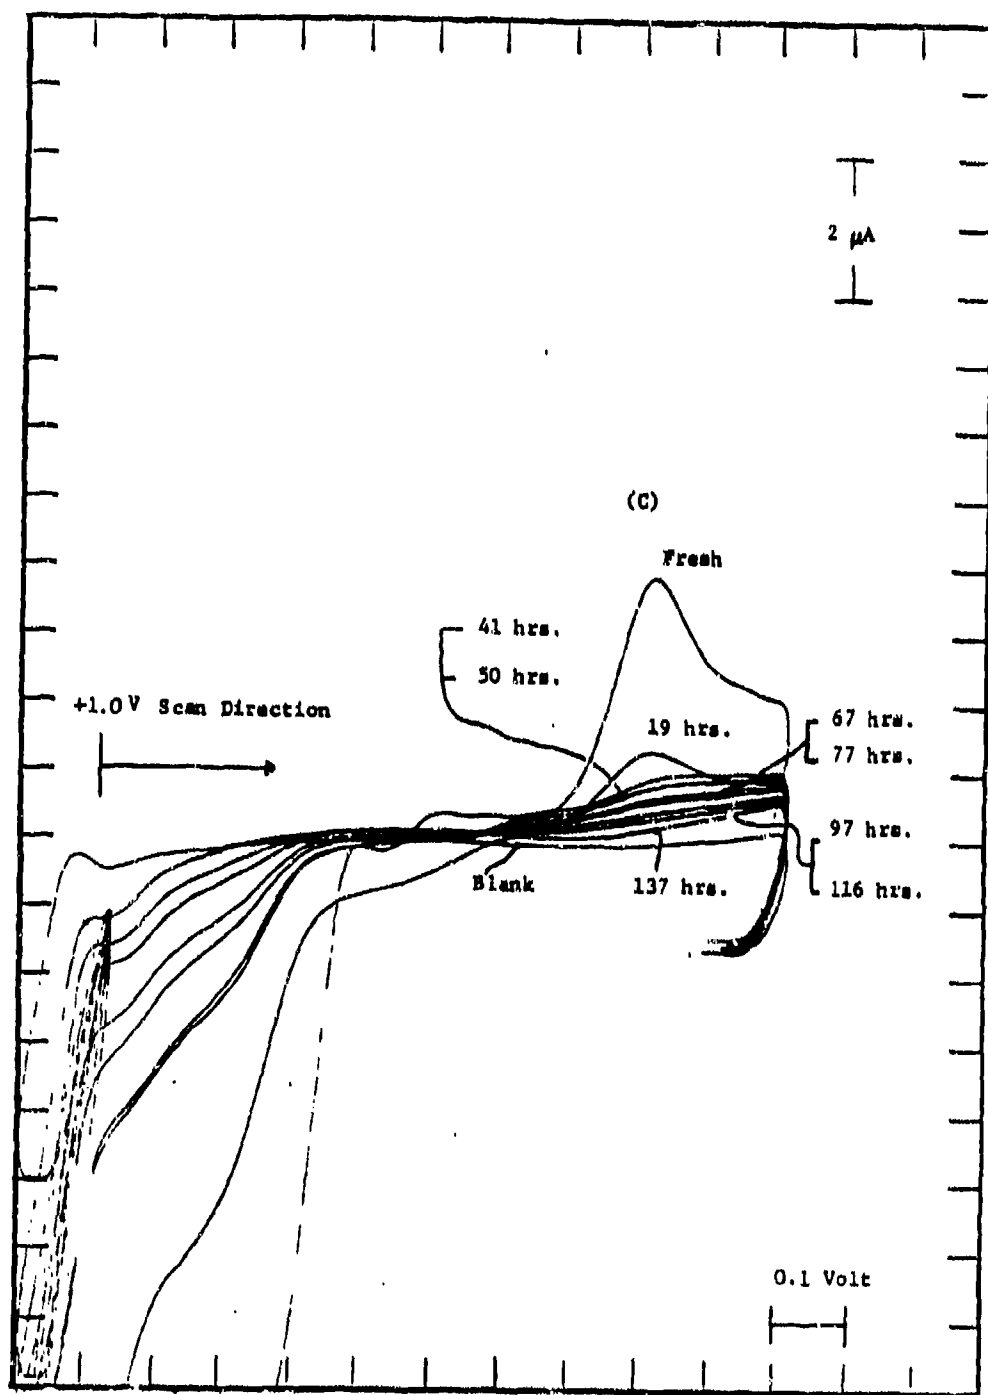 2 µA
(C)
Fresh
41 hrs.
50 hrs.
+1.0 V Scan Direction
19 hrs.
67 hrs.
77 hrs.
97 hrs.
Blank
137 hrs.
116 hrs.
0.1 Volt